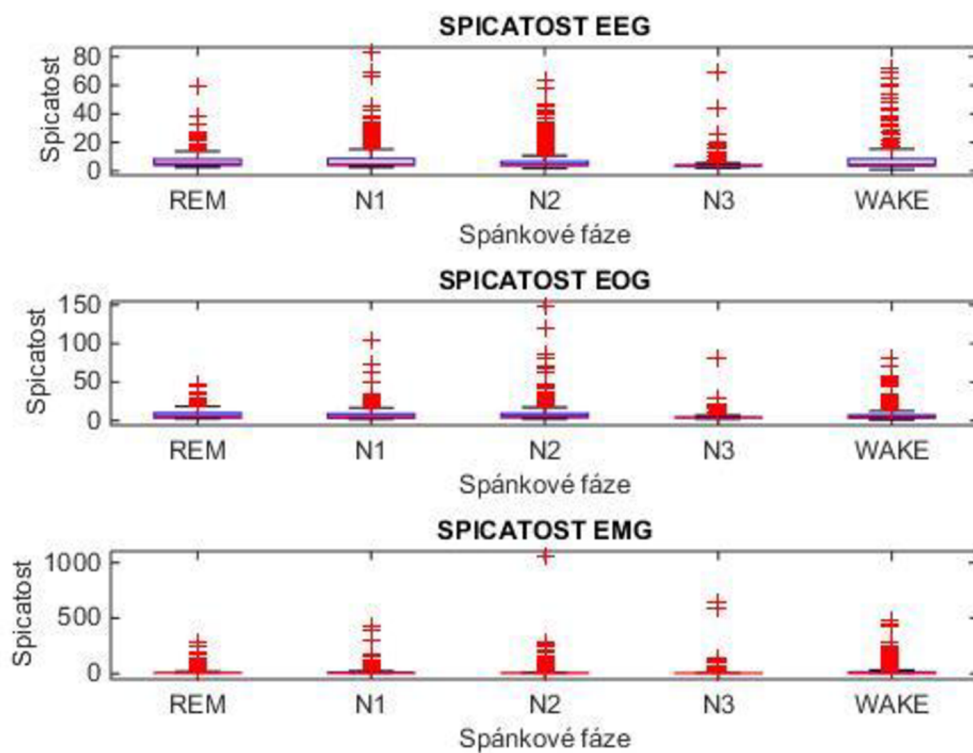 SPICATOST EEG
Spicatost
80
60
40
20
0
REM N1 N2 N3 WAKE
Spánkové fáze
SPICATOST EOG
Spicatost
150
100
50
0
REM N1 N2 N3 WAKE
Spánkové fáze
SPICATOST EMG
Spicatost
1000
500
0
REM N1 N2 N3 WAKE
Spánkové fáze